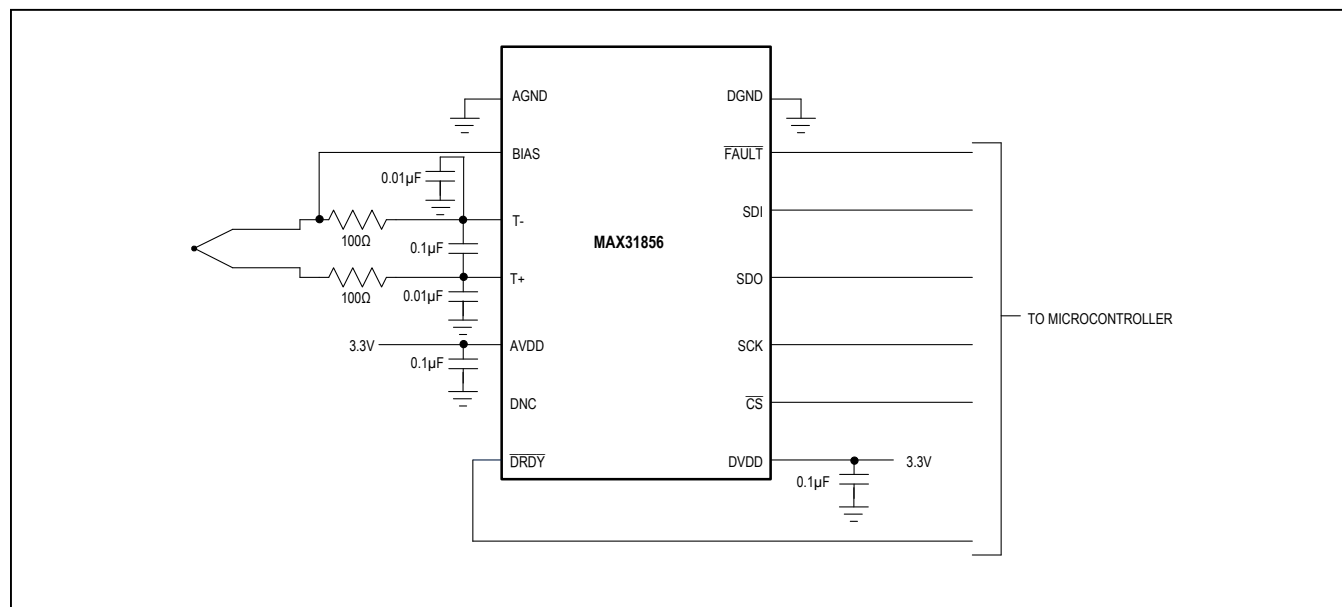 AGND
DGND
BIAS
FAULT
0.01µF
SDI
T-
100Ω
0.1µF
MAX31856
T+
SDO
100Ω
0.01µF
TO MICROCONTROLLER
3.3V
AVDD
SCK
0.1µF
DNC
CS
DRDY
DVDD
3.3V
0.1µF